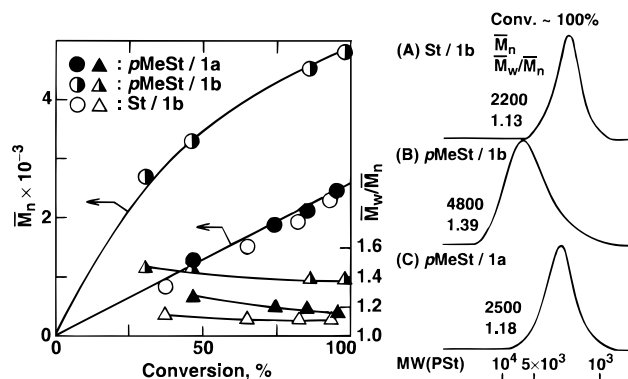 4
2
0
M̅n × 10⁻³
● ▲ : pMeSt / 1a
◐ ◮ : pMeSt / 1b
○ △ : St / 1b
1.6
1.4
1.2
1.0
M̅w/M̅n
0 50 100
Conversion, %
Conv. ~ 100%
(A) St / 1b
M̅n
M̅w/M̅n
2200
1.13
(B) pMeSt / 1b
4800
1.39
(C) pMeSt / 1a
2500
1.18
MW(PSt) 10⁴ 5×10³ 10³